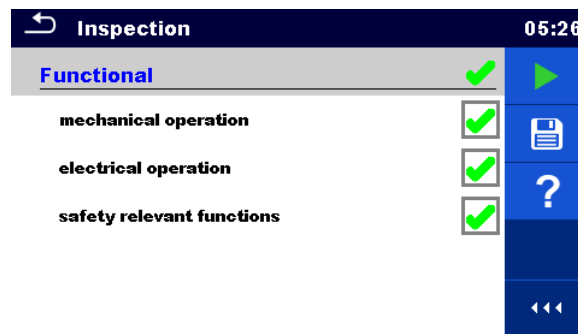 Inspection 05:26
Functional
mechanical operation
electrical operation
safety relevant functions
?